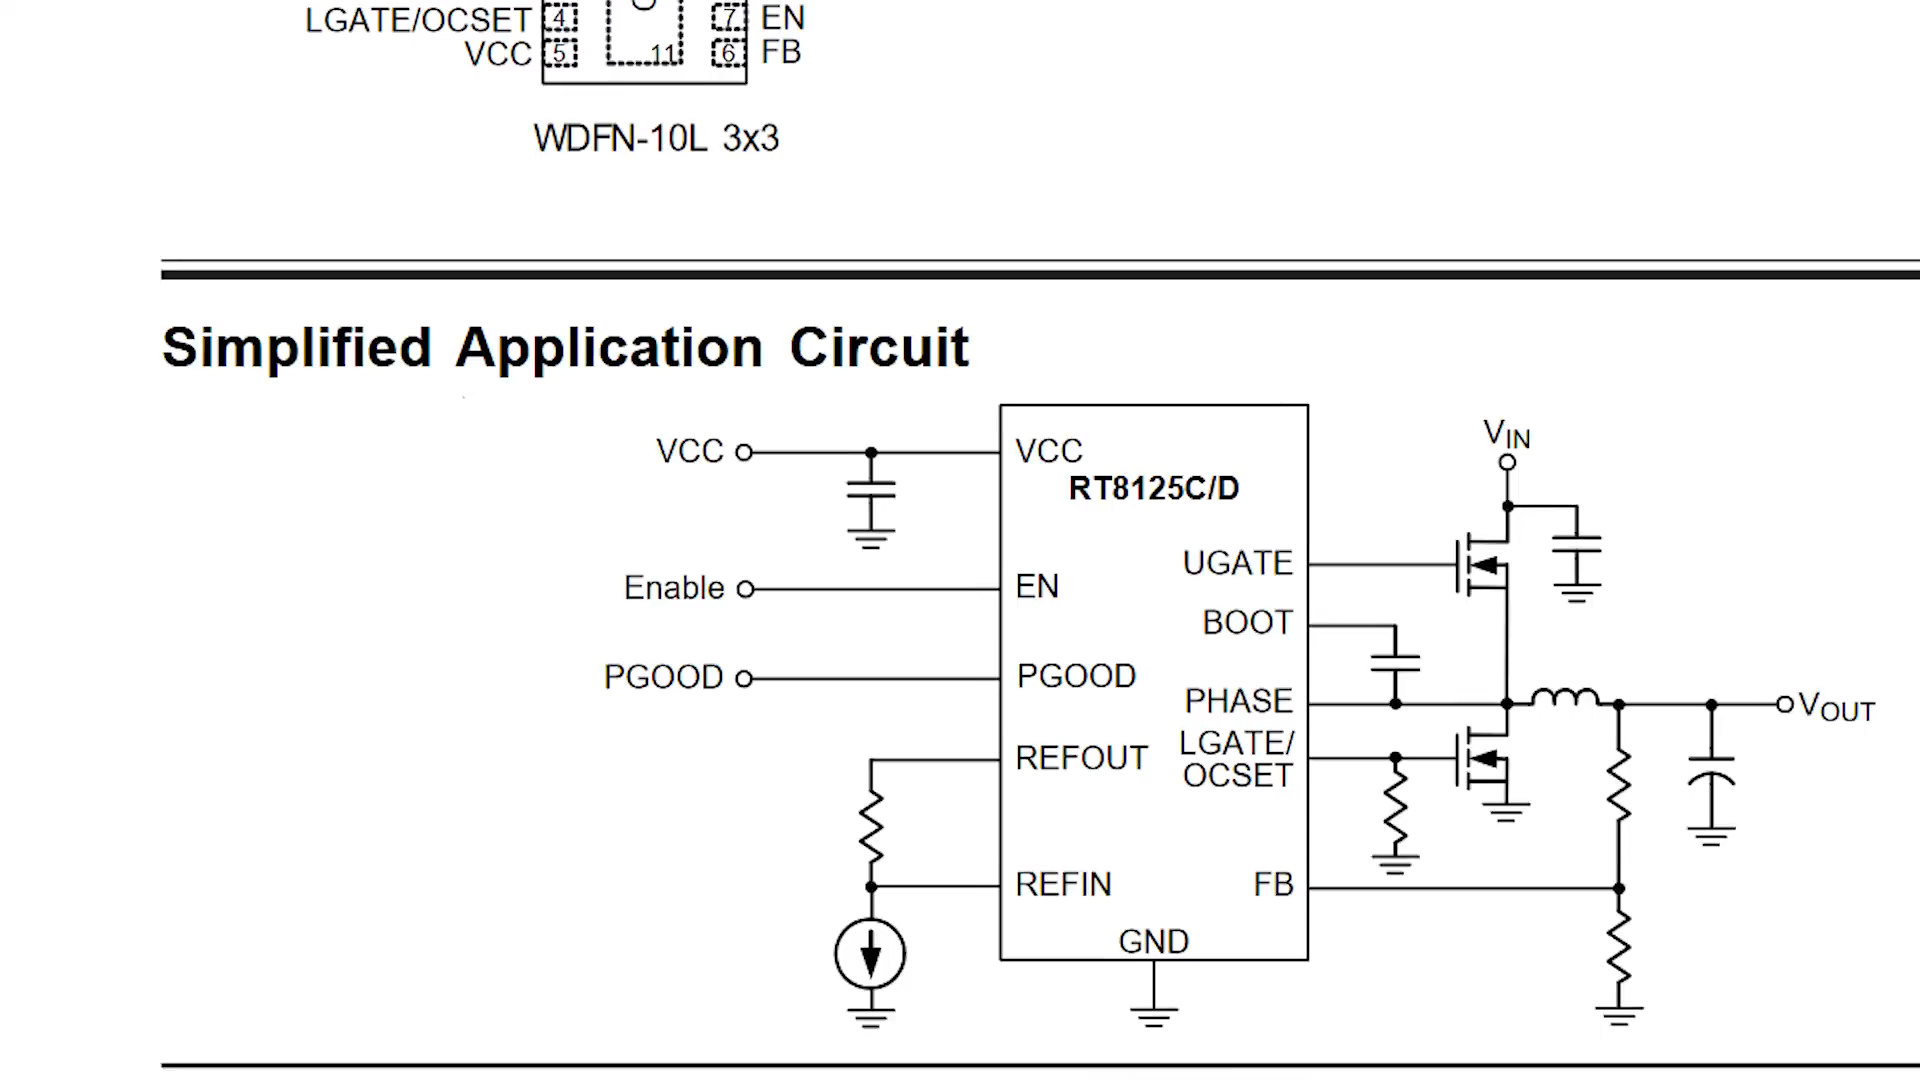 LGATE/OCSET 4 7 EN
VCC 5 11 6 FB
WDFN-10L 3x3
Simplified Application Circuit
VCC VCC
RT8125C/D
VIN
Enable EN
UGATE
BOOT
PGOOD PGOOD
PHASE
VOUT
REFOUT
LGATE/
OCSET
REFIN
FB
GND